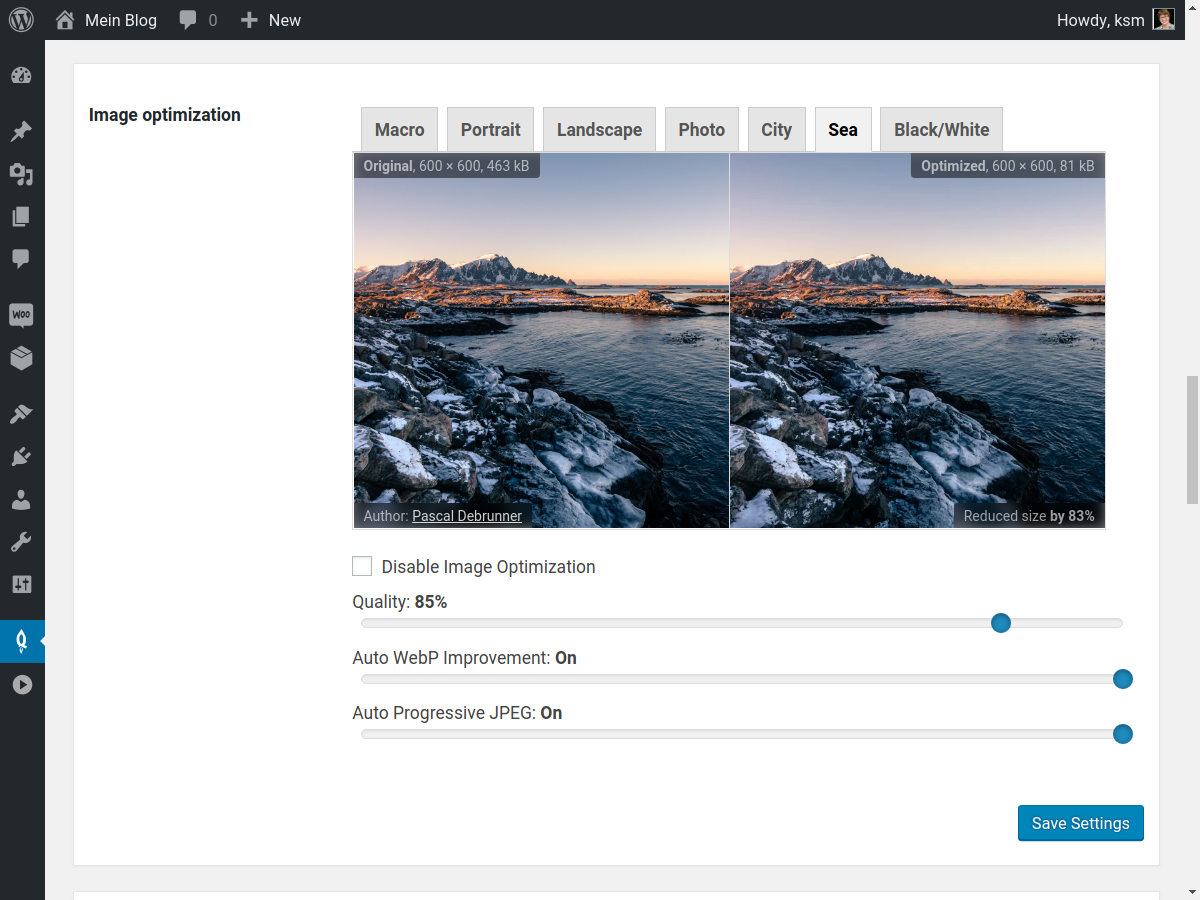 Mein Blog 0 New Howdy, ksm
Image optimization
Macro Portrait Landscape Photo City Sea Black/White
Original, 600 × 600, 463 kB
Optimized, 600 × 600, 81 kB
Author: Pascal Debrunner
Reduced size by 83%
Disable Image Optimization
Quality: 85%
Auto WebP Improvement: On
Auto Progressive JPEG: On
Save Settings
WOO